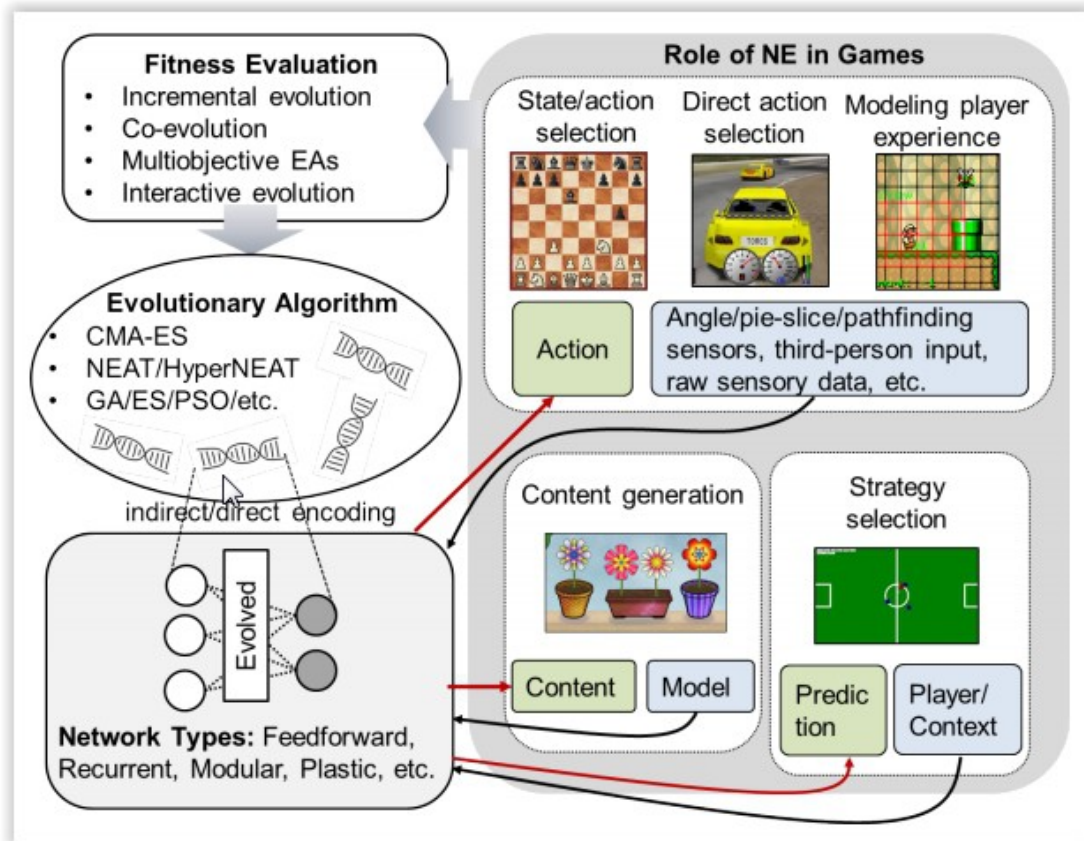 Fitness Evaluation
• Incremental evolution
• Co-evolution
• Multiobjective EAs
• Interactive evolution
Evolutionary Algorithm
• CMA-ES
• NEAT/HyperNEAT
• GA/ES/PSO/etc.
indirect/direct encoding
Evolved
Network Types: Feedforward,
Recurrent, Modular, Plastic, etc.
Role of NE in Games
State/action
selection
Direct action
selection
Modeling player
experience
TORCS
Action
Angle/pie-slice/pathfinding
sensors, third-person input,
raw sensory data, etc.
Content generation
Content
Model
Strategy
selection
Predic
tion
Player/
Context